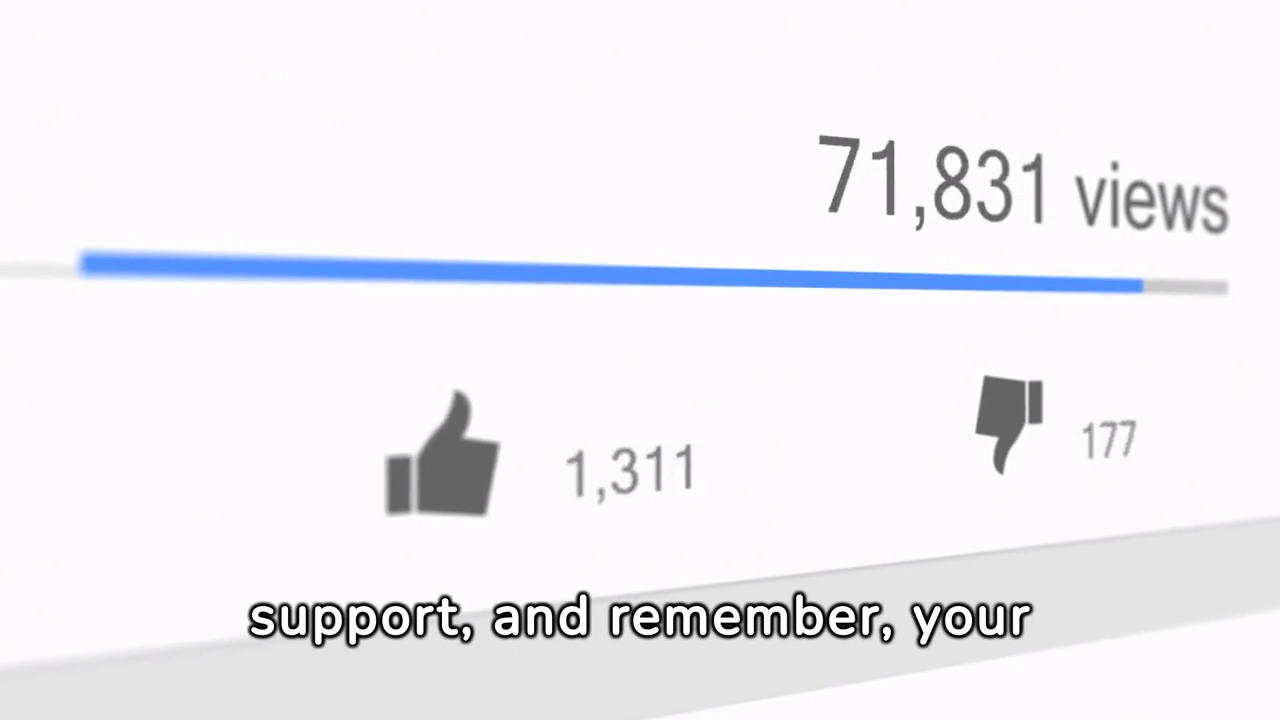 71,831 views
1,311
177
support, and remember, your